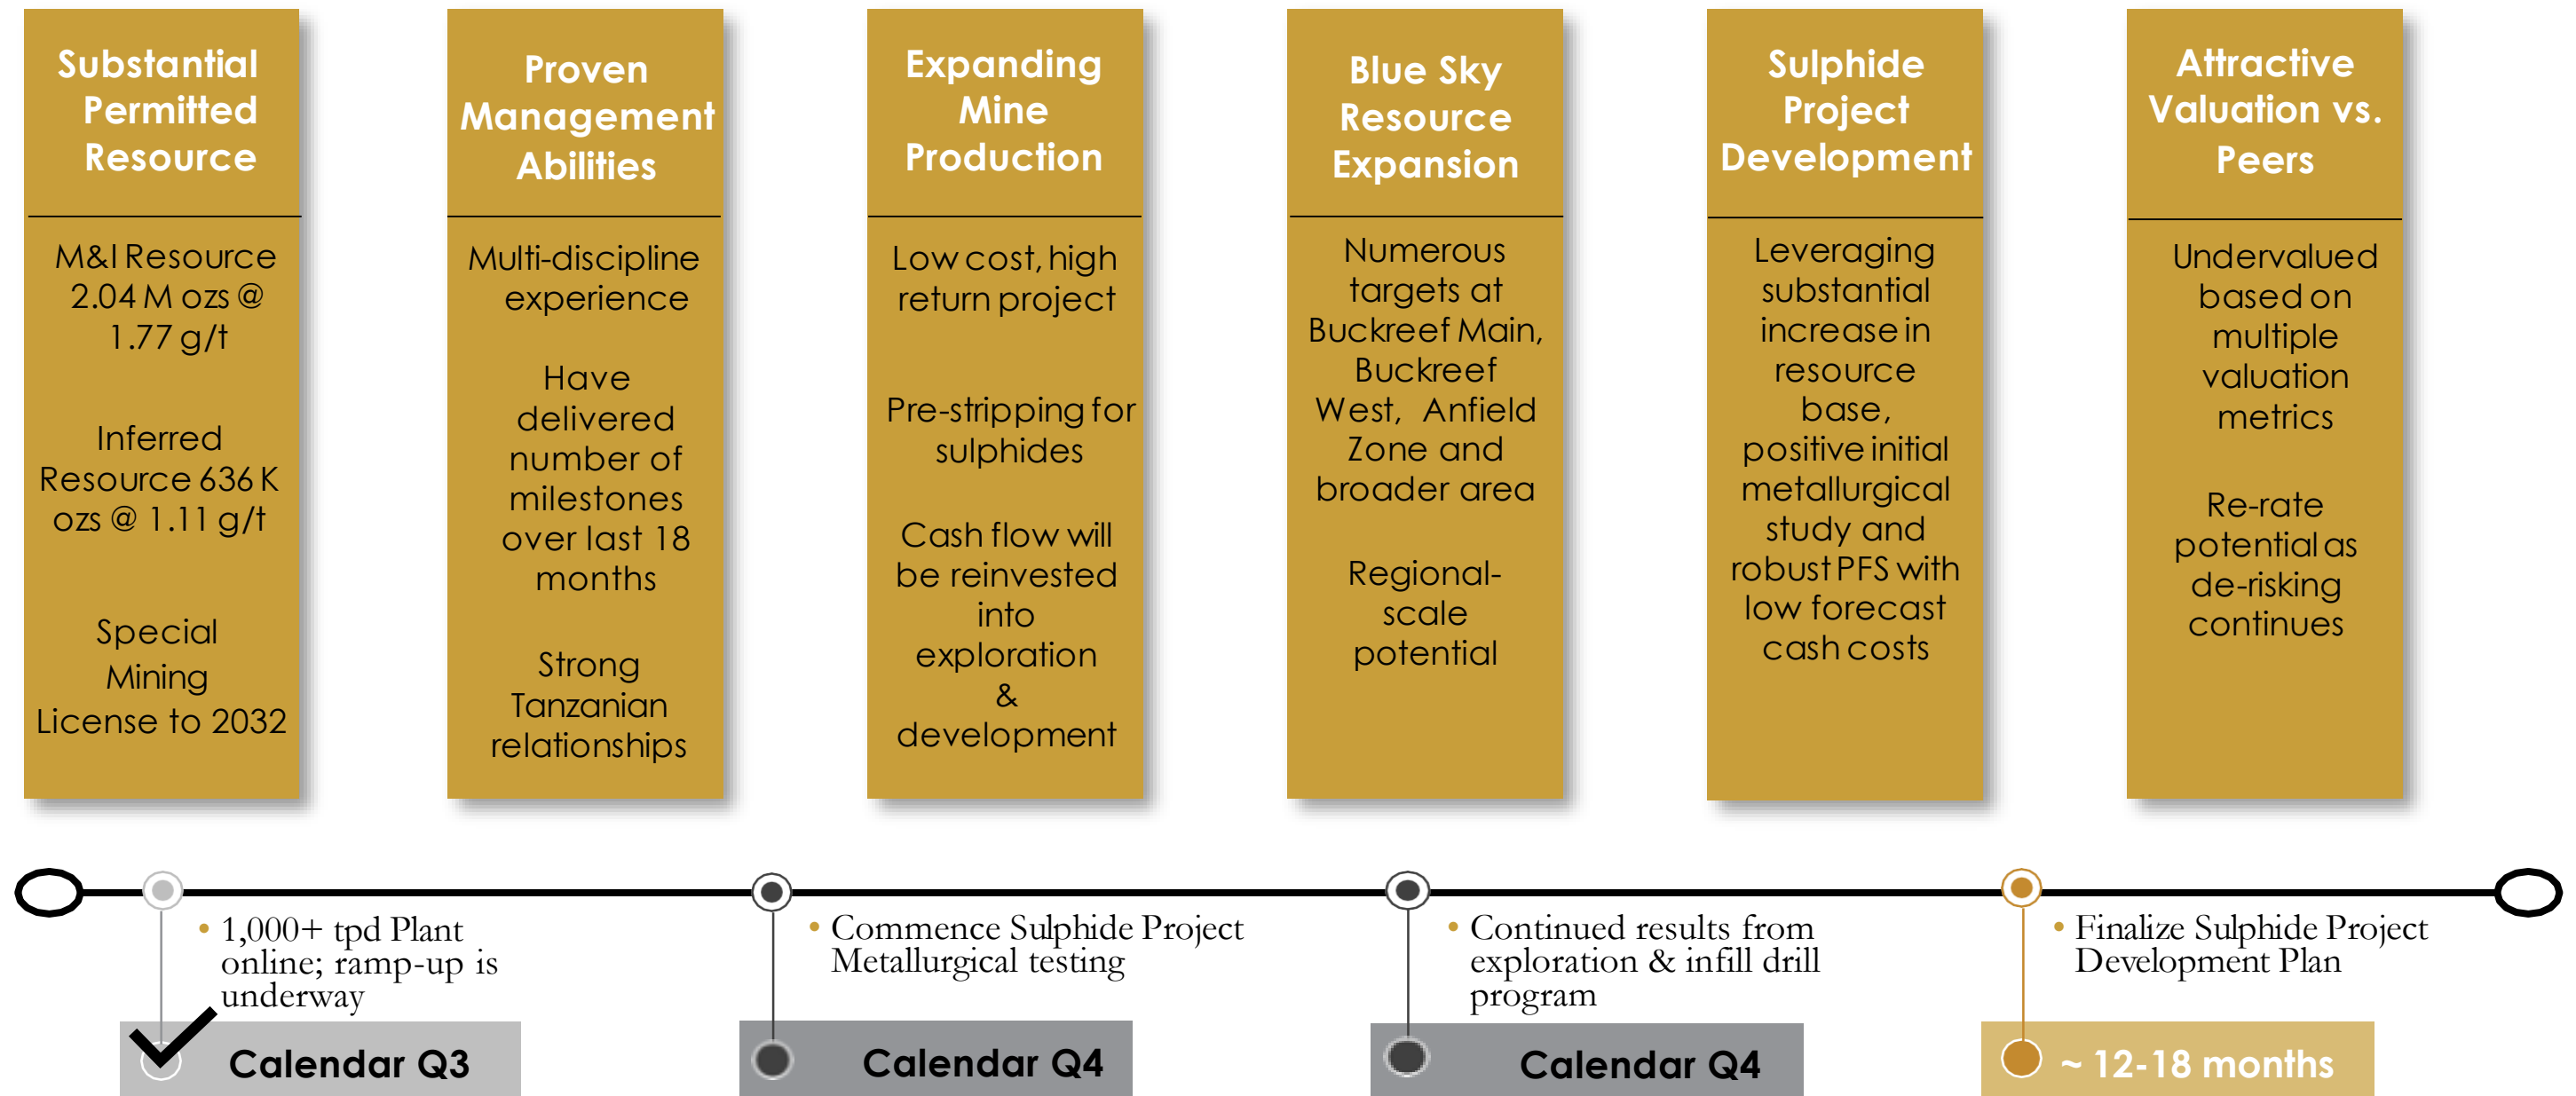 Substantial
Permitted
Resource
M&I Resource
2.04 M ozs @
1.77 g/t
Inferred
Resource 636 K
ozs @ 1.11 g/t
Special
Mining
License to 2032
Proven
Management
Abilities
Multi-discipline
experience
Have
delivered
number of
milestones
over last 18
months
Strong
Tanzanian
relationships
Expanding
Mine
Production
Low cost, high
return project
Pre-stripping for
sulphides
Cash flow will
be reinvested
into
exploration
&
development
Blue Sky
Resource
Expansion
Numerous
targets at
Buckreef Main,
Buckreef
West, Anfield
Zone and
broader area
Regional-
scale
potential
Sulphide
Project
Development
Leveraging
substantial
increase in
resource
base,
positive initial
metallurgical
study and
robust PFS with
low forecast
cash costs
Attractive
Valuation vs.
Peers
Undervalued
based on
multiple
valuation
metrics
Re-rate
potential as
de-risking
continues
• 1,000+ tpd Plant
online; ramp-up is
underway
Calendar Q3
• Commence Sulphide Project
Metallurgical testing
Calendar Q4
• Continued results from
exploration & infill drill
program
Calendar Q4
• Finalize Sulphide Project
Development Plan
~ 12-18 months